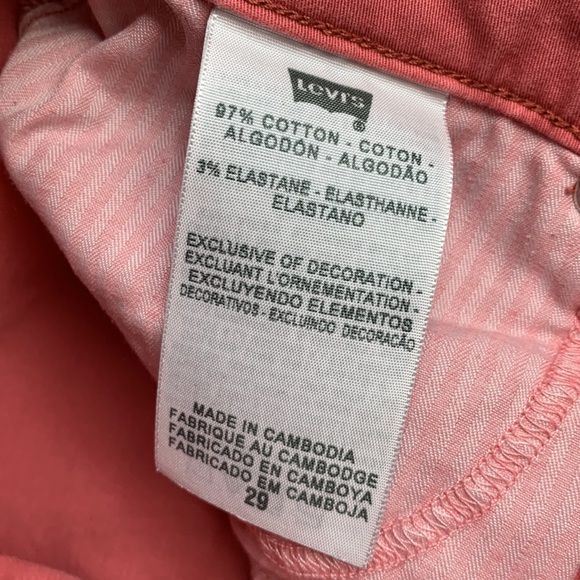 Levi's
®
97% COTTON - COTON -
ALGODÓN - ALGODÃO
3% ELASTANE - ELASTHANNE -
ELASTANO
EXCLUSIVE OF DECORATION -
EXCLUANT L'ORNEMENTATION -
EXCLUYENDO ELEMENTOS
DECORATIVOS - EXCLUINDO DECORAÇÃO
MADE IN CAMBODIA
FABRIQUE AU CAMBODGE
FABRICADO EN CAMBOYA
FABRICADO EM CAMBOJA
29